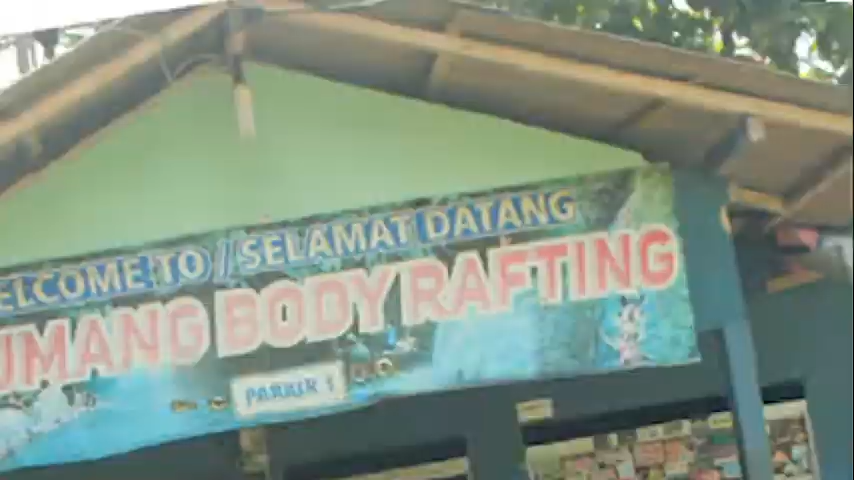 ELCOME TO / SELAMAT DATANG
UMANG BODY RAFTING
PARKIR 1